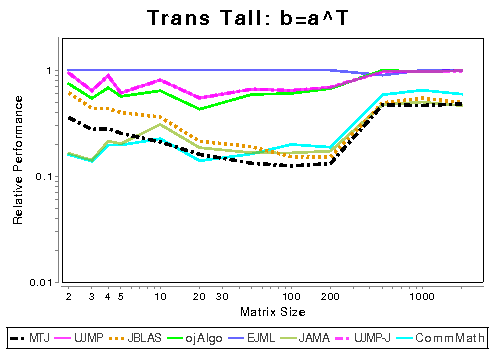 Trans Tall: b=a^T
Relative Performance
1
0.1
0.01
2 3 4 5 10 20 30 100 200 1000
Matrix Size
MTJ UJMP JBLAS ojAlgo EJML JAMA UJMP-J CommMath